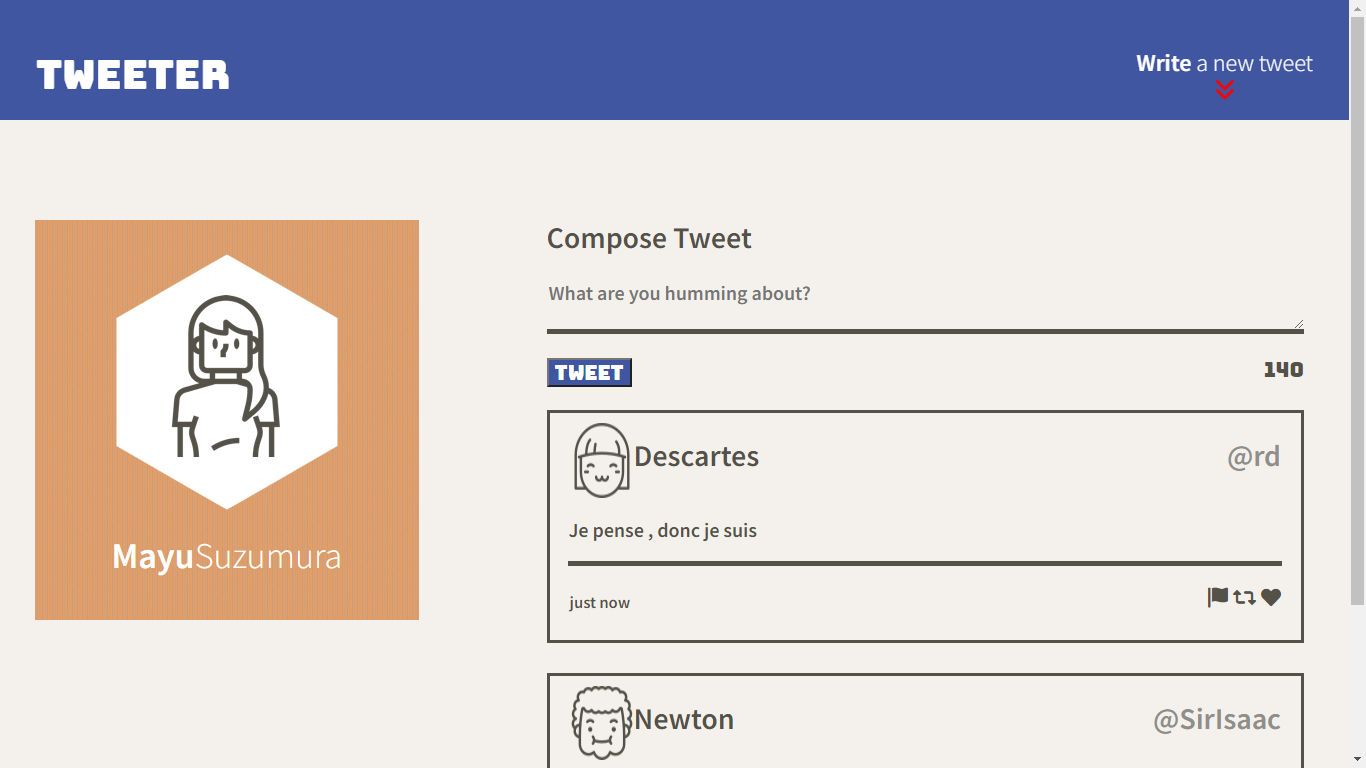 TWEETER
Write a new tweet
MayuSuzumura
Compose Tweet
What are you humming about?
TWEET
140
Descartes
@rd
Je pense , donc je suis
just now
Newton
@SirIsaac